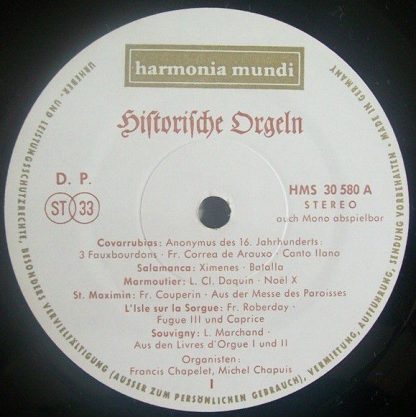 harmonia mundi
Historische Orgeln
D. P.
ST 33
HMS 30 580 A
STEREO
auch Mono abspielbar
Covarrubias: Anonymus des 16. Jahrhunderts:
3 Fauxbourdons · Fr. Correa de Arauxo · Canto llano
Salamanca: Ximenes · Batalla
Marmoutier: L. Cl. Daquin · Noël X
St. Maximin: Fr. Couperin · Aus der Messe des Paroisses
L'Isle sur la Sorgue: Fr. Roberday ·
Fugue III und Caprice
Souvigny: L. Marchand ·
Aus den Livres d'Orgue I und II
Organisten:
Francis Chapelet, Michel Chapuis
I
URHEBER- UND LEISTUNGSSCHUTZRECHTE, BESONDERS VERVIELFÄLTIGUNG (AUSSER ZUM PERSÖNLICHEN GEBRAUCH), VERMIETUNG, AUFFÜHRUNG, SENDUNG VORBEHALTEN · MADE IN GERMANY